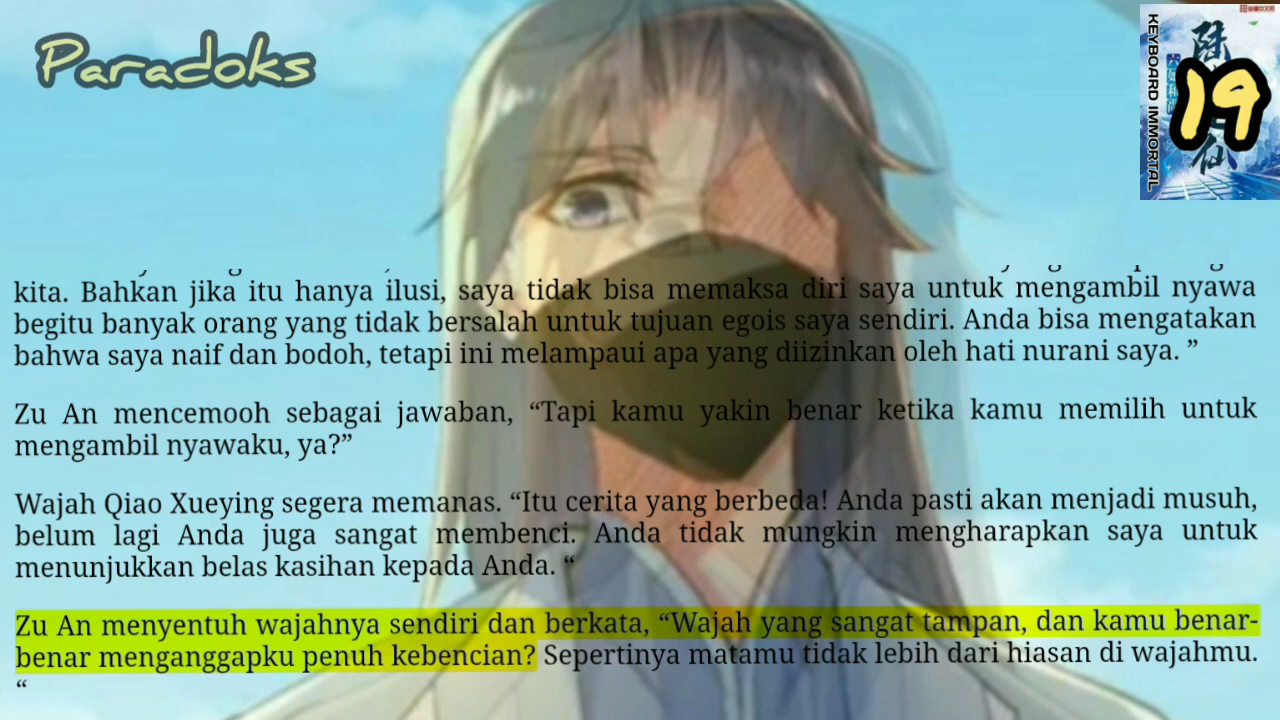 Paradoks
KEYBOARD IMMORTAL
19
kita. Bahkan jika itu hanya ilusi, saya tidak bisa memaksa diri saya untuk mengambil nyawa
begitu banyak orang yang tidak bersalah untuk tujuan egois saya sendiri. Anda bisa mengatakan
bahwa saya naif dan bodoh, tetapi ini melampaui apa yang diizinkan oleh hati nurani saya. ”
Zu An mencemooh sebagai jawaban, “Tapi kamu yakin benar ketika kamu memilih untuk
mengambil nyawaku, ya?”
Wajah Qiao Xueying segera memanas. “Itu cerita yang berbeda! Anda pasti akan menjadi musuh,
belum lagi Anda juga sangat membenci. Anda tidak mungkin mengharapkan saya untuk
menunjukkan belas kasihan kepada Anda. “
Zu An menyentuh wajahnya sendiri dan berkata, “Wajah yang sangat tampan, dan kamu benar-
benar menganggapku penuh kebencian? Sepertinya matamu tidak lebih dari hiasan di wajahmu.
“